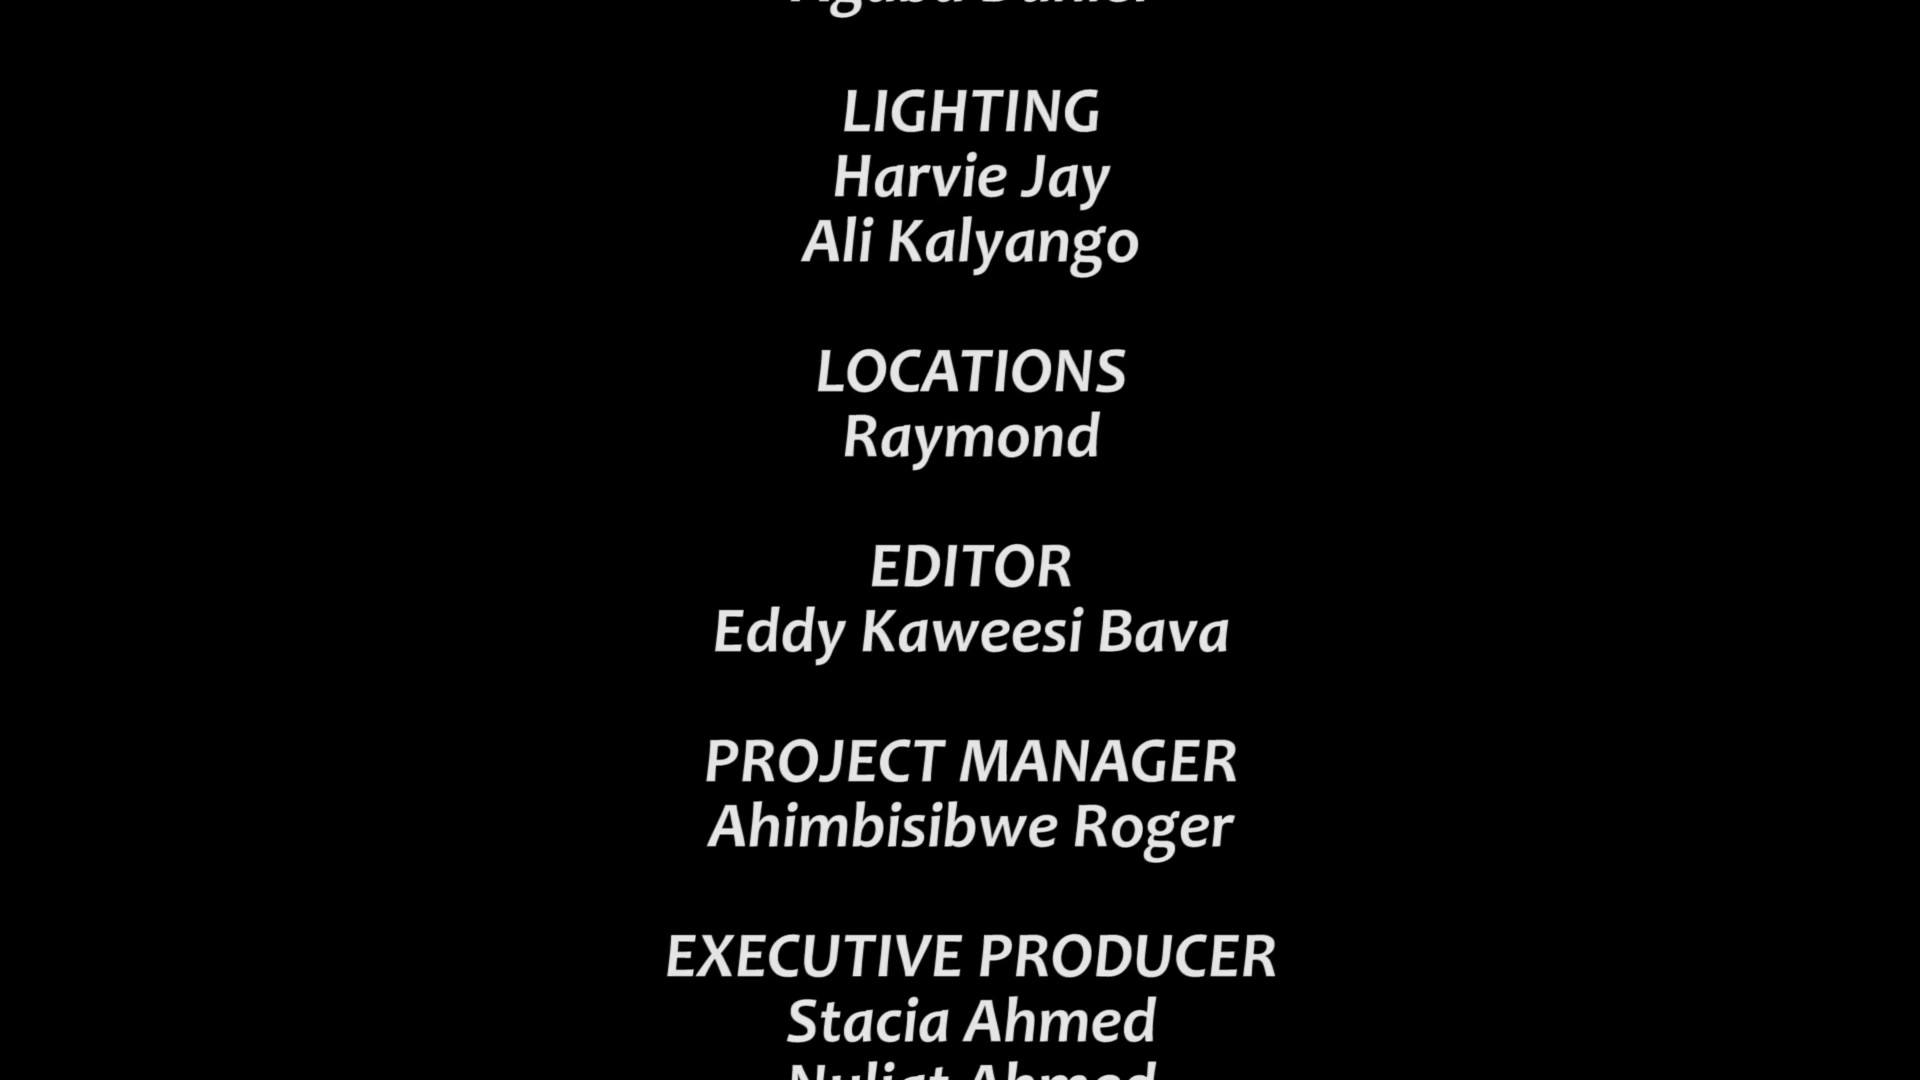 LIGHTING
Harvie Jay
Ali Kalyango
LOCATIONS
Raymond
EDITOR
Eddy Kaweesi Bava
PROJECT MANAGER
Ahimbisibwe Roger
EXECUTIVE PRODUCER
Stacia Ahmed
Ahmed